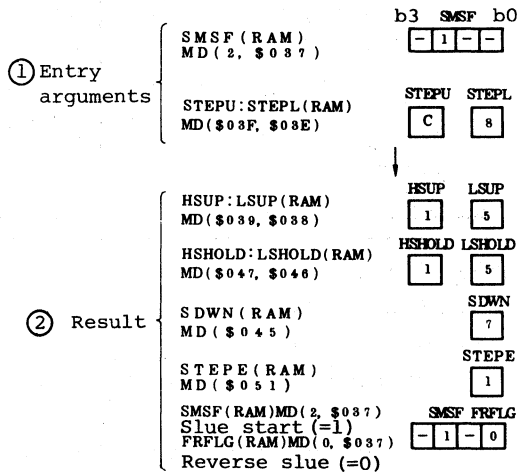 b3 SMSF b0
SMSF (RAM)
MD ( 2, $037 )
- 1 - -
① Entry arguments
STEPU:STEPL(RAM)
MD($03F, $03E)
STEPU STEPL
C 8
HSUP:LSUP(RAM)
MD($039, $038)
HSUP LSUP
1 5
HSHOLD:LSHOLD(RAM)
MD($047, $046)
HSHOLD LSHOLD
1 5
② Result
SDWN (RAM)
MD ( $045 )
SDWN
7
STEPE (RAM)
MD ( $051 )
STEPE
1
SMSF(RAM)MD(2, $037)
Slue start (=1)
FRFLG(RAM)MD(0, $037)
Reverse slue (=0)
SMSF FRFLG
- 1 - 0